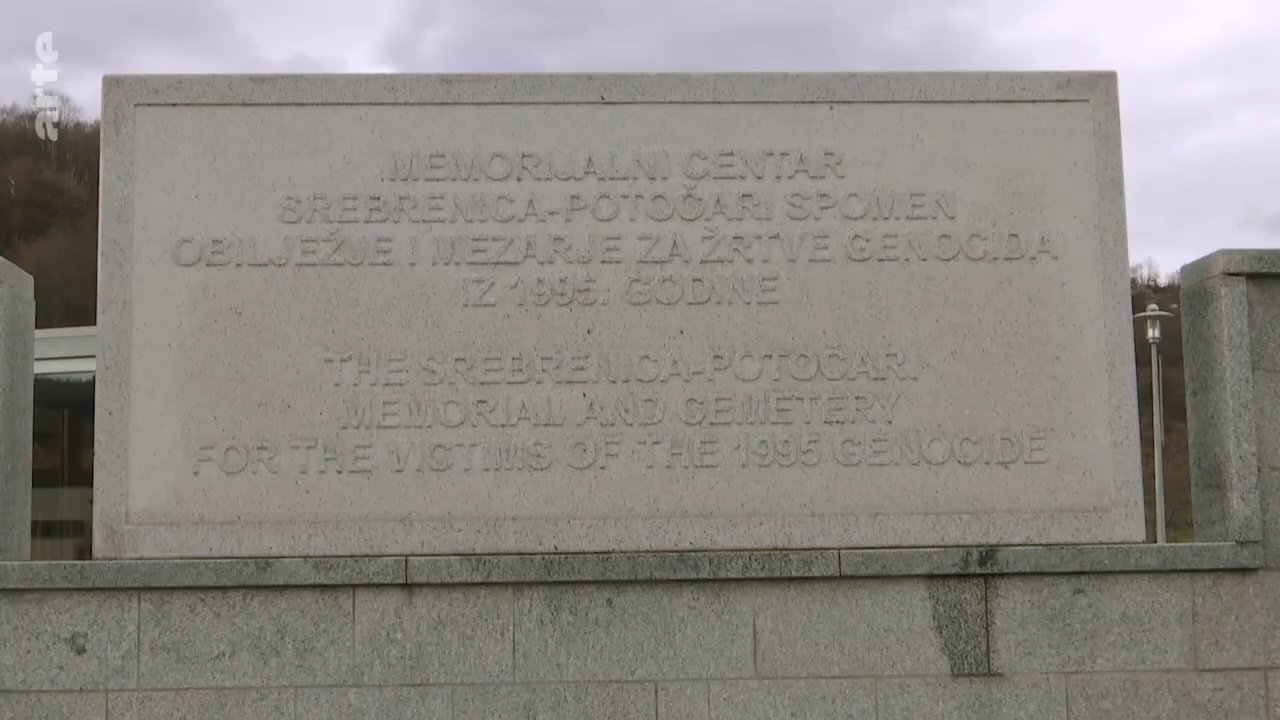 arte
MEMORIJALNI CENTAR
SREBRENICA-POTOČARI SPOMEN
OBILJEŽJE I MEZARJE ZA ŽRTVE GENOCIDA
IZ 1995. GODINE
THE SREBRENICA-POTOČARI
MEMORIAL AND CEMETERY
FOR THE VICTIMS OF THE 1995 GENOCIDE